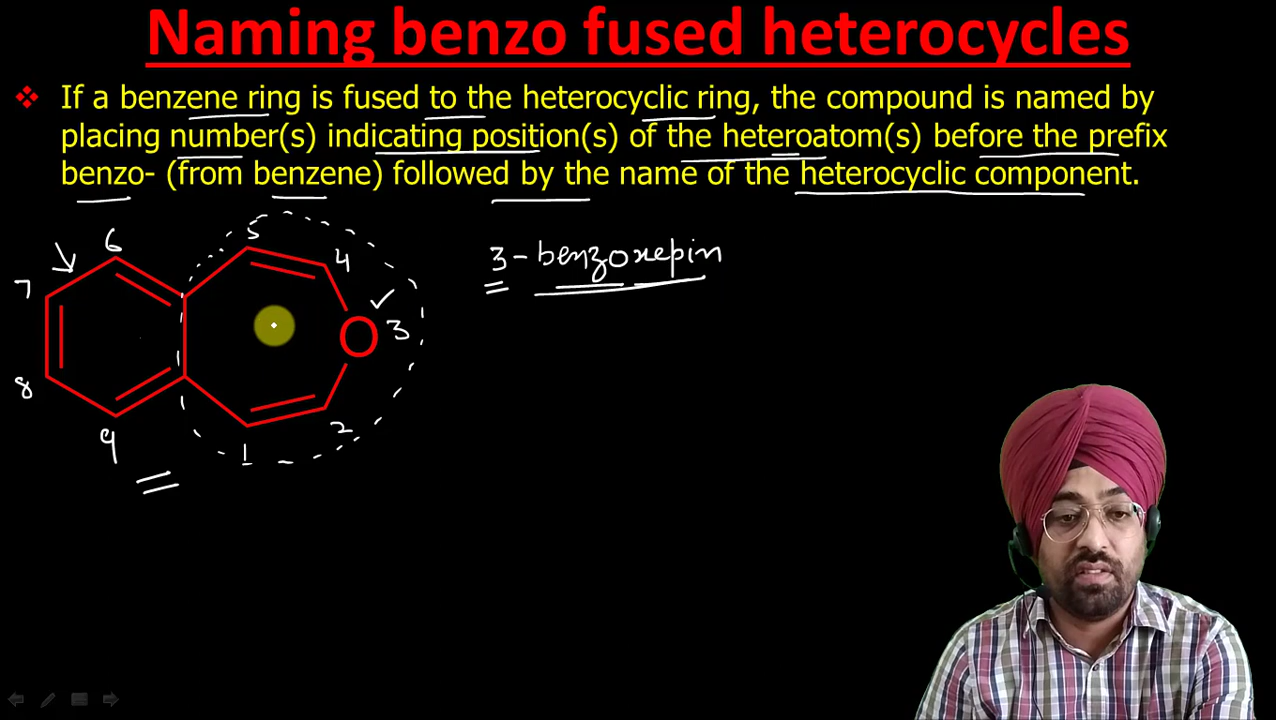 Naming benzo fused heterocycles
❖ If a benzene ring is fused to the heterocyclic ring, the compound is named by
placing number(s) indicating position(s) of the heteroatom(s) before the prefix
benzo- (from benzene) followed by the name of the heterocyclic component.
3-benzoxepin
6
5
4
7
O 3
8
9
1
2